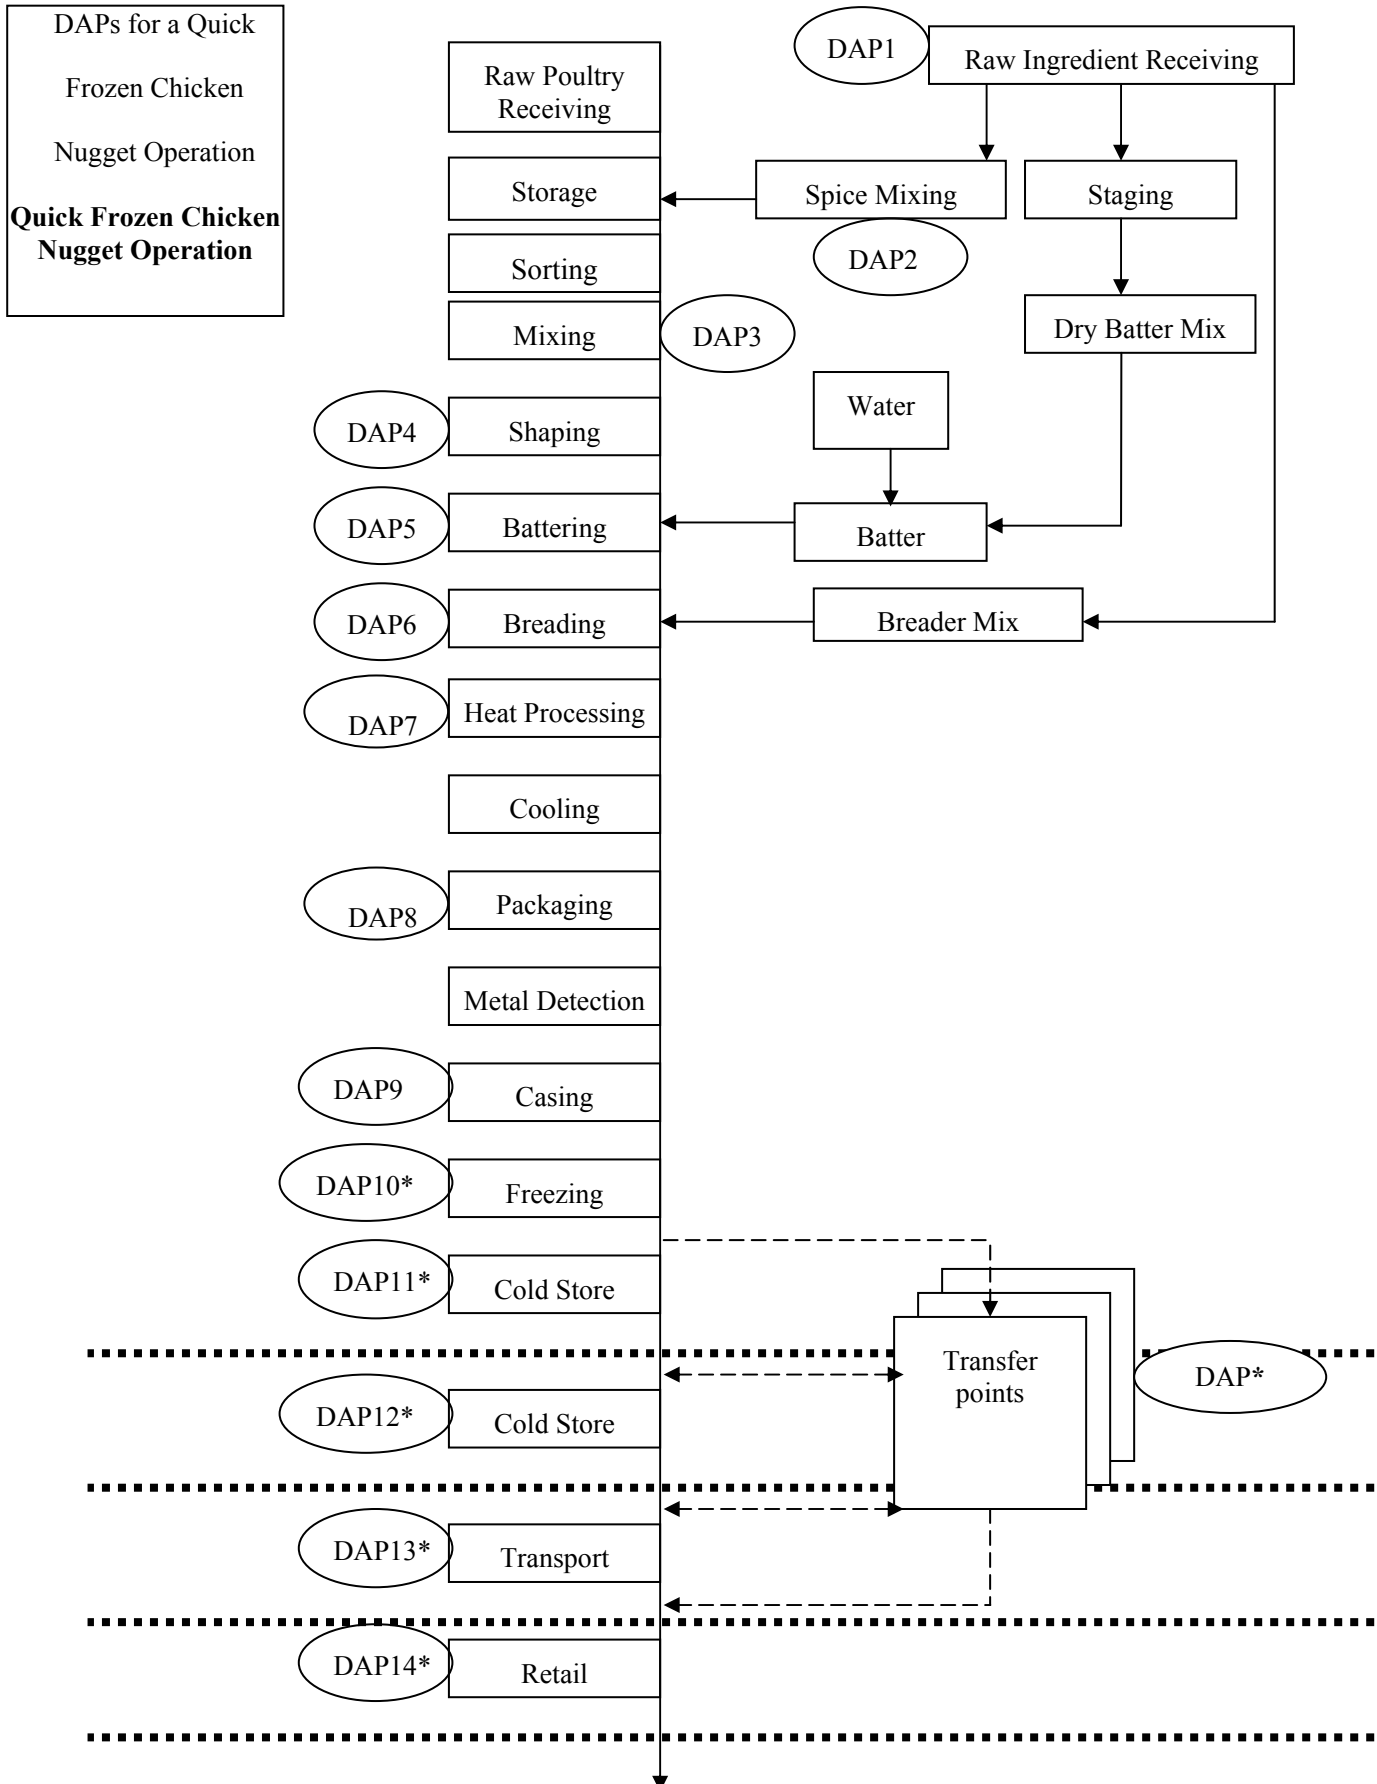 DAPs for a Quick
Frozen Chicken
Nugget Operation
Quick Frozen Chicken
Nugget Operation
DAP1
Raw Ingredient Receiving
Raw Poultry
Receiving
Storage
Spice Mixing
Staging
DAP2
Sorting
Mixing
DAP3
Dry Batter Mix
Water
DAP4
Shaping
DAP5
Battering
Batter
DAP6
Breading
Breader Mix
DAP7
Heat Processing
Cooling
DAP8
Packaging
Metal Detection
DAP9
Casing
DAP10*
Freezing
DAP11*
Cold Store
Transfer
points
DAP*
DAP12*
Cold Store
DAP13*
Transport
DAP14*
Retail